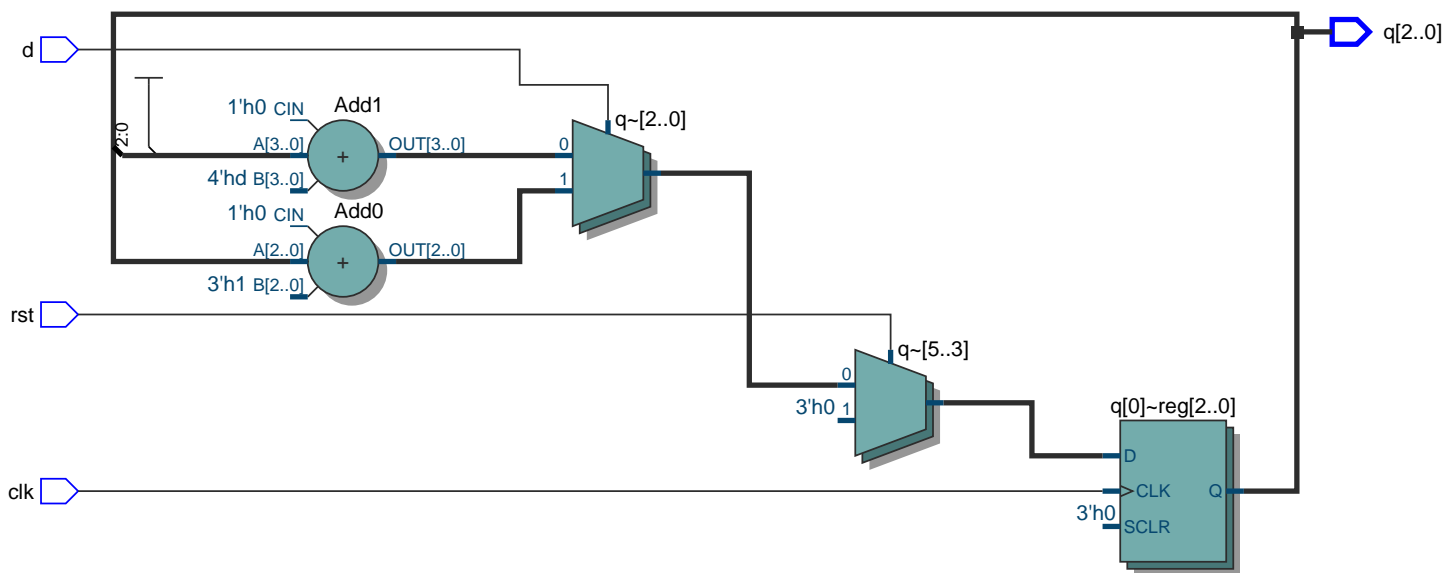 q[2..0]
d
2:0
1'h0 CIN
Add1
A[3..0]
+
OUT[3..0]
4'hd B[3..0]
q~[2..0]
0
1
1'h0 CIN
Add0
A[2..0]
+
OUT[2..0]
3'h1 B[2..0]
rst
q~[5..3]
0
3'h0 1
q[0]~reg[2..0]
D
clk
CLK
Q
3'h0
SCLR